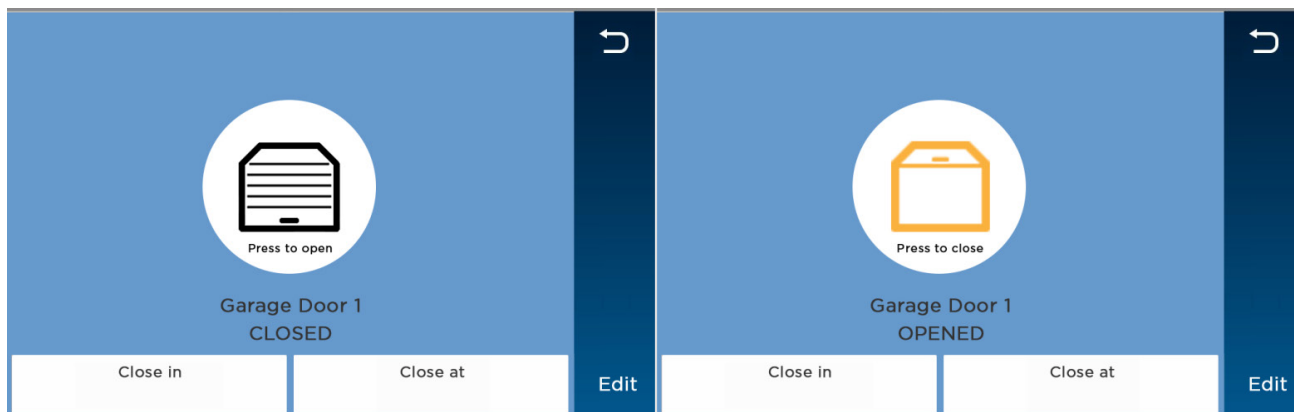 Press to open
Garage Door 1
CLOSED
Close in
Close at
Edit
Press to close
Garage Door 1
OPENED
Close in
Close at
Edit